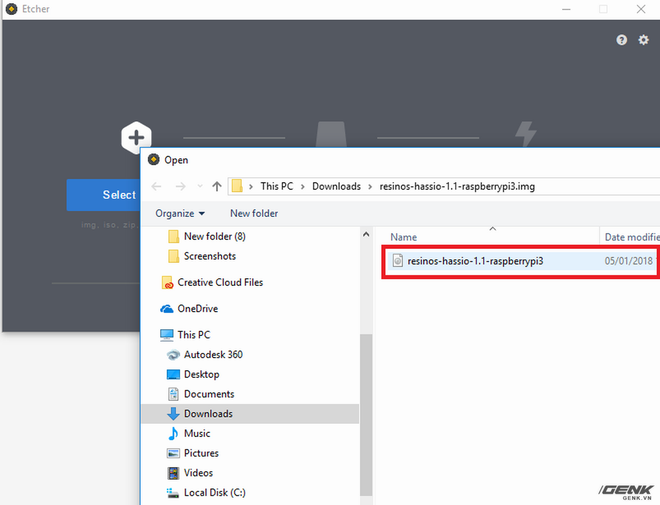 Etcher
Select
img, iso, zip,
Open
This PC > Downloads > resinos-hassio-1.1-raspberrypi3.img
Organize New folder
New folder (8)
Screenshots
Creative Cloud Files
OneDrive
This PC
Autodesk 360
Desktop
Documents
Downloads
Music
Pictures
Videos
Local Disk (C:)
Name Date modifie
resinos-hassio-1.1-raspberrypi3 05/01/2018
GENK
GENK.VN